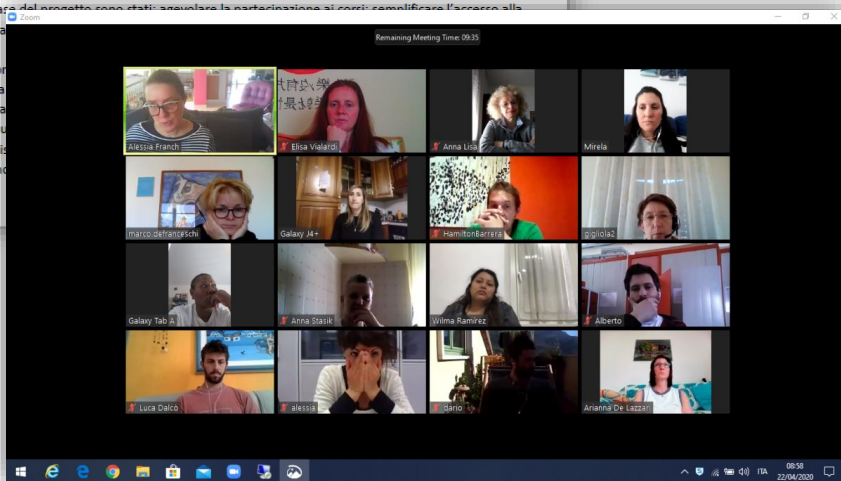 del progetto sono stati: agevolare la partecipazione ai corsi; semplificare l'accesso alla
Zoom
Remaining Meeting Time: 09:35
Alessia Franch
Elisa Vialardi
Anna Lisa
Mirela
marco.defranceschi
Galaxy J4+
HamiltonBarrera
gigliola2
Galaxy Tab A
Anna Stasik
Wilma Ramirez
Alberto
Luca Dalcò
alessia
dario
Arianna De Lazzari
ITA
08:58
22/04/2020